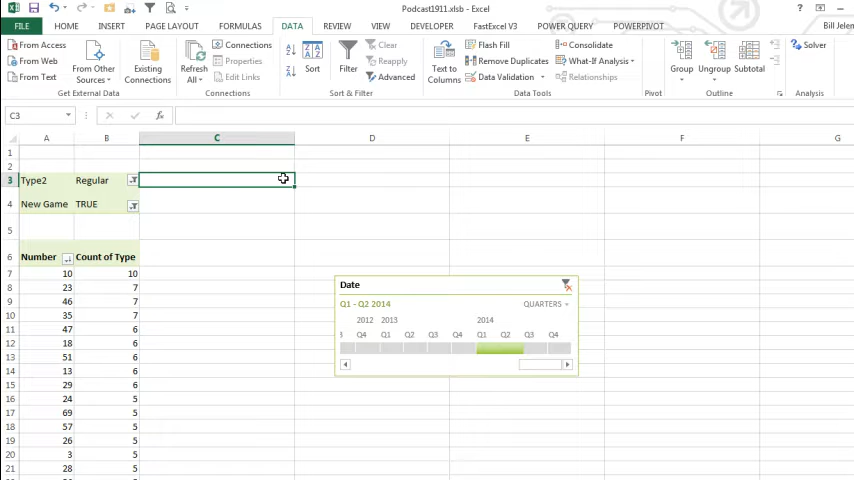 Podcast1911.xlsb - Excel
FILE HOME INSERT PAGE LAYOUT FORMULAS DATA REVIEW VIEW DEVELOPER FastExcel V3 POWER QUERY POWERPIVOT Bill Jelen
From Access
From Web
From Text
From Other
Sources
Get External Data
Existing
Connections
Refresh
All
Connections
Properties
Edit Links
Connections
Sort
Filter
Clear
Reapply
Advanced
Sort & Filter
Text to
Columns
Flash Fill
Remove Duplicates
Data Validation
Consolidate
What-If Analysis
Relationships
Data Tools
Pivot
Group Ungroup Subtotal
Outline
Solver
Analysis
C3 fx
A B C D E F G
1
2
3 Type2 Regular
4 New Game TRUE
5
6 Number Count of Type
7 10 10
8 23 7
9 46 7
10 35 7
11 47 6
12 18 6
13 51 6
14 13 6
15 29 6
16 24 5
17 69 5
18 57 5
19 26 5
20 3 5
21 28 5
Date
Q1 - Q2 2014 QUARTERS
2012 2013 2014
Q4 Q1 Q2 Q3 Q4 Q1 Q2 Q3 Q4